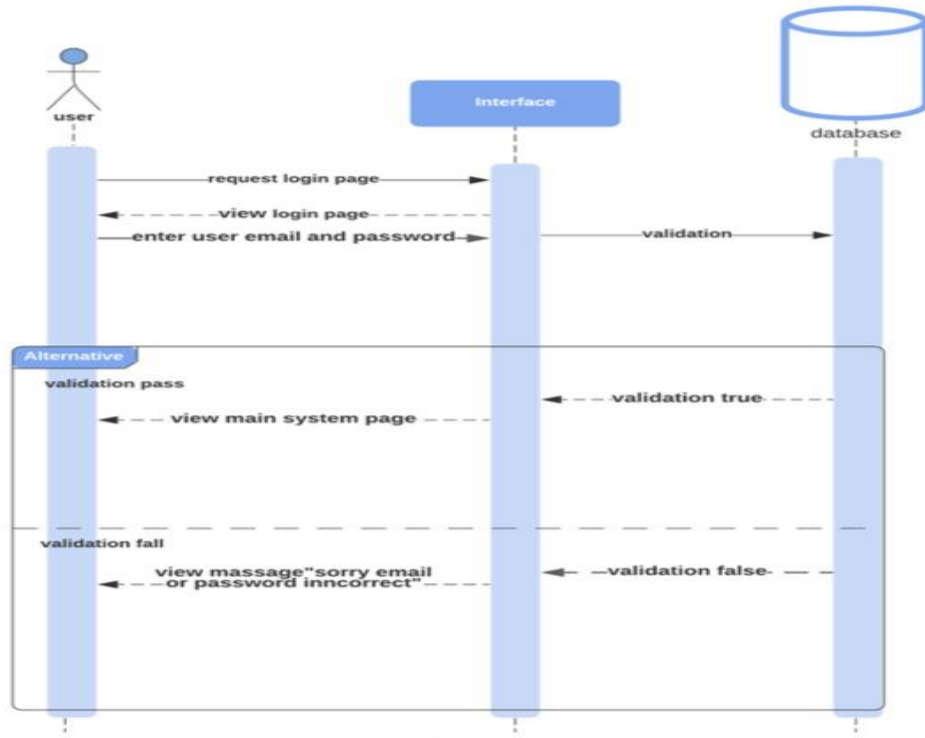 Interface
user
database
request login page
view login page
enter user email and password
validation
Alternative
validation pass
validation true
view main system page
validation fall
validation false
view massage"sorry email
or password inncorrect"